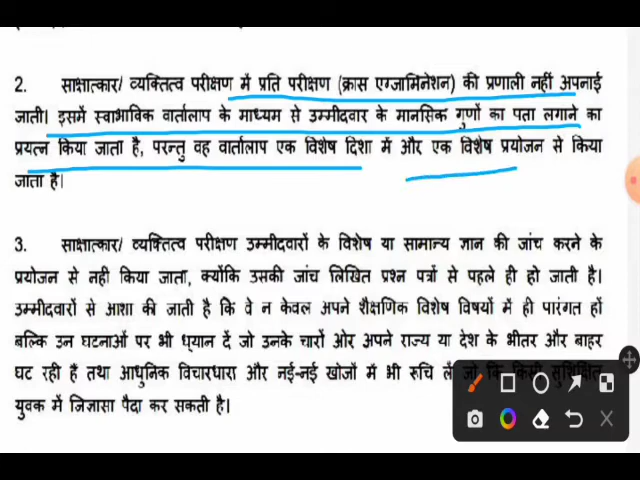 2. साक्षात्कार/ व्यक्तित्व परीक्षण में प्रति परीक्षण (क्रास एग्जामिनेशन) की प्रणाली नहीं अपनाई
जाती। इसमें स्वाभाविक वार्तालाप के माध्यम से उम्मीदवार के मानसिक गुणों का पता लगाने का
प्रयत्न किया जाता है, परन्तु वह वार्तालाप एक विशेष दिशा में और एक विशेष प्रयोजन से किया
जाता है।
3. साक्षात्कार/ व्यक्तित्व परीक्षण उम्मीदवारों के विशेष या सामान्य ज्ञान की जांच करने के
प्रयोजन से नही किया जाता, क्योंकि उसकी जांच लिखित प्रश्न पत्रों से पहले ही हो जाती है।
उम्मीदवारों से आशा की जाती है कि वे न केवल अपने शैक्षणिक विशेष विषयों में ही पारंगत हों
बल्कि उन घटनाओं पर भी ध्यान दें जो उनके चारों ओर अपने राज्य या देश के भीतर और बाहर
घट रही हैं तथा आधुनिक विचारधारा और नई-नई खोजों में भी रूचि लें जो कि किसी सुशिक्षित
युवक में जिज्ञासा पैदा कर सकती है।